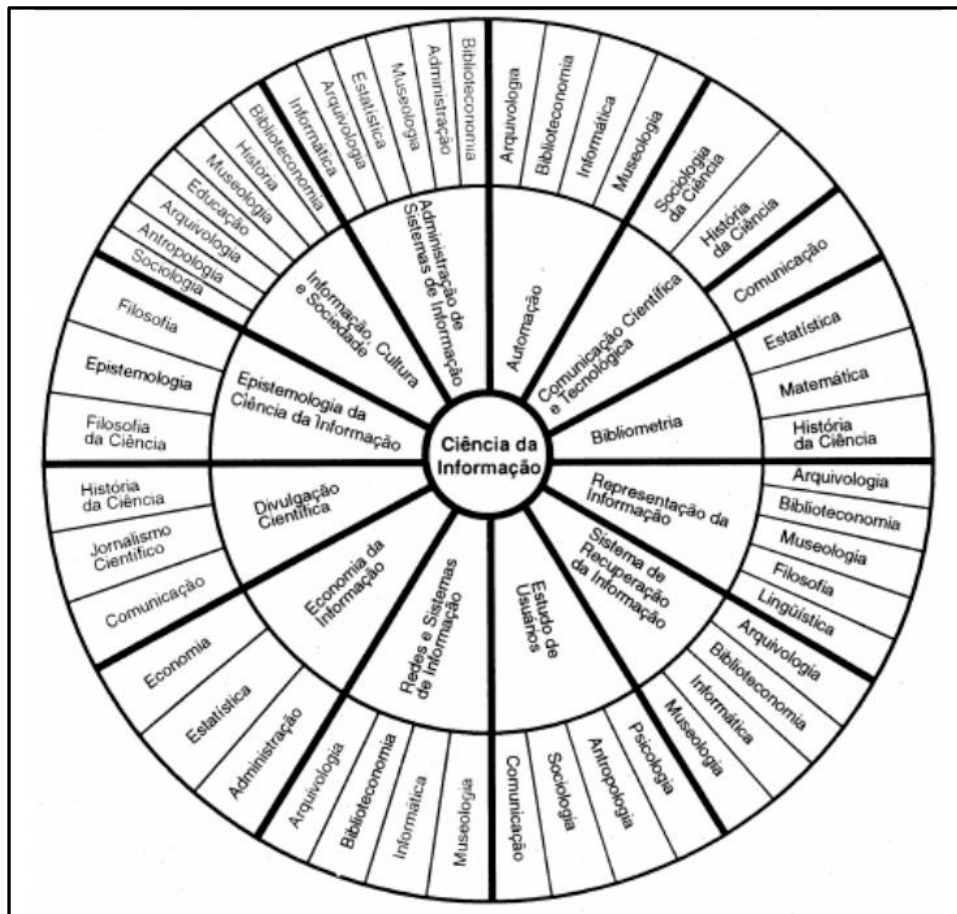 Ciência da
Informação
Automação
Arquivologia
Biblioteconomia
Informática
Museologia
Comunicação Científica
e Tecnológica
Sociologia
da Ciência
História
da Ciência
Comunicação
Bibliometria
Estatística
Matemática
História
da Ciência
Representação da
Informação
Arquivologia
Biblioteconomia
Museologia
Filosofia
Lingüística
Sistema de
Recuperação
da Informação
Arquivologia
Biblioteconomia
Informática
Museologia
Estudo de
Usuários
Psicologia
Antropologia
Sociologia
Comunicação
Redes e Sistemas
de Informação
Museologia
Informática
Biblioteconomia
Arquivologia
Economia da
Informação
Administração
Estatística
Economia
Divulgação
Científica
Comunicação
Jornalismo
Científico
História
da Ciência
Epistemologia da
Ciência da Informação
Filosofia
da Ciência
Epistemologia
Filosofia
Informação, Cultura
e Sociedade
Sociologia
Antropologia
Arquivologia
Educação
Museologia
História
Biblioteconomia
Administração de
Sistemas de Informação
Informática
Arquivologia
Estatística
Museologia
Administração
Biblioteconomia